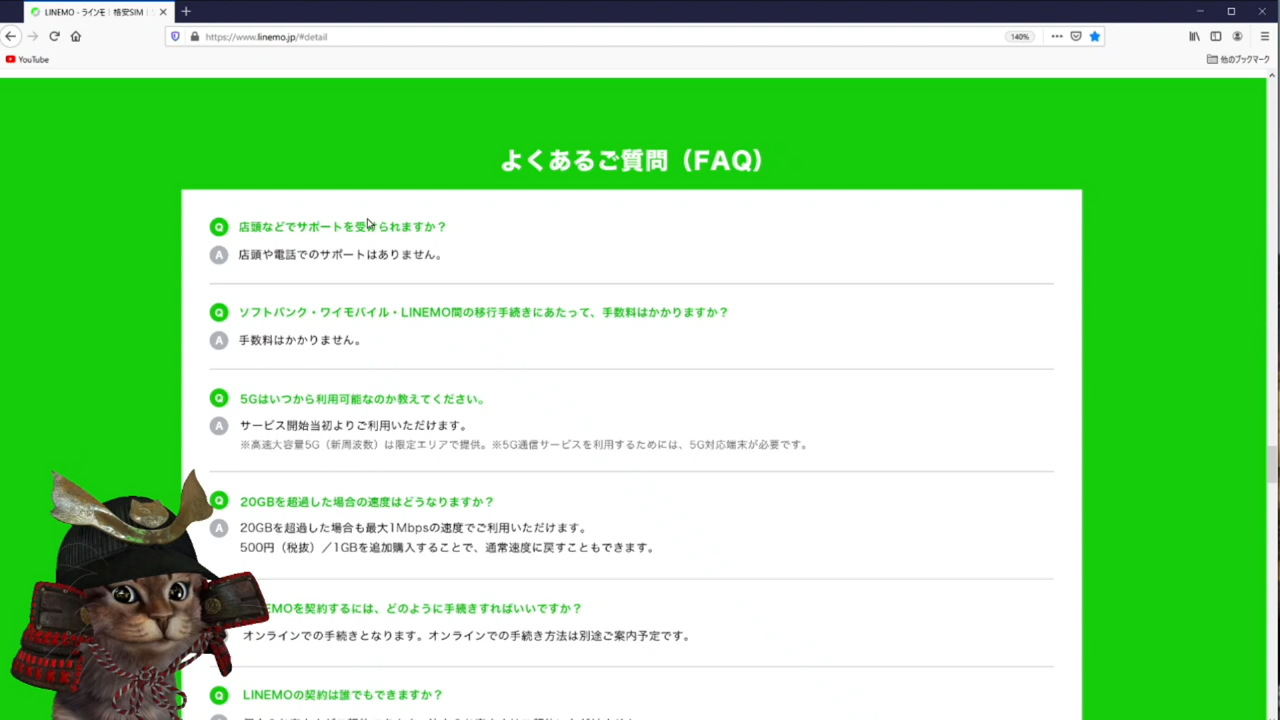 LINEMO - ラインモ | 格安SIM |
https://www.linemo.jp/#detail
140%
YouTube
他のブックマーク
よくあるご質問（FAQ）
Q 店頭などでサポートを受けられますか？
A 店頭や電話でのサポートはありません。
Q ソフトバンク・ワイモバイル・LINEMO間の移行手続きにあたって、手数料はかかりますか？
A 手数料はかかりません。
Q 5Gはいつから利用可能なのか教えてください。
A サービス開始当初よりご利用いただけます。
※高速大容量5G（新周波数）は限定エリアで提供。※5G通信サービスを利用するためには、5G対応端末が必要です。
Q 20GBを超過した場合の速度はどうなりますか？
A 20GBを超過した場合も最大1Mbpsの速度でご利用いただけます。
500円（税抜）／1GBを追加購入することで、通常速度に戻すこともできます。
EMOを契約するには、どのように手続きすればいいですか？
オンラインでの手続きとなります。オンラインでの手続き方法は別途ご案内予定です。
Q LINEMOの契約は誰でもできますか？